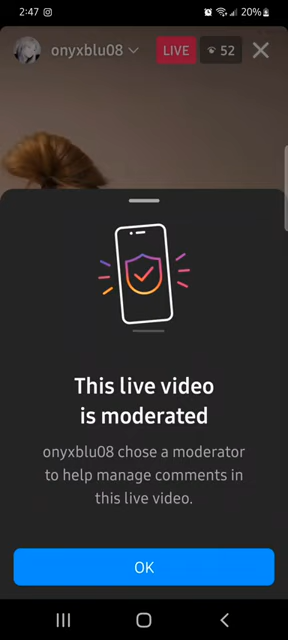 2:47
20%
onyxblu08
LIVE
52
This live video
is moderated
onyxblu08 chose a moderator
to help manage comments in
this live video.
OK